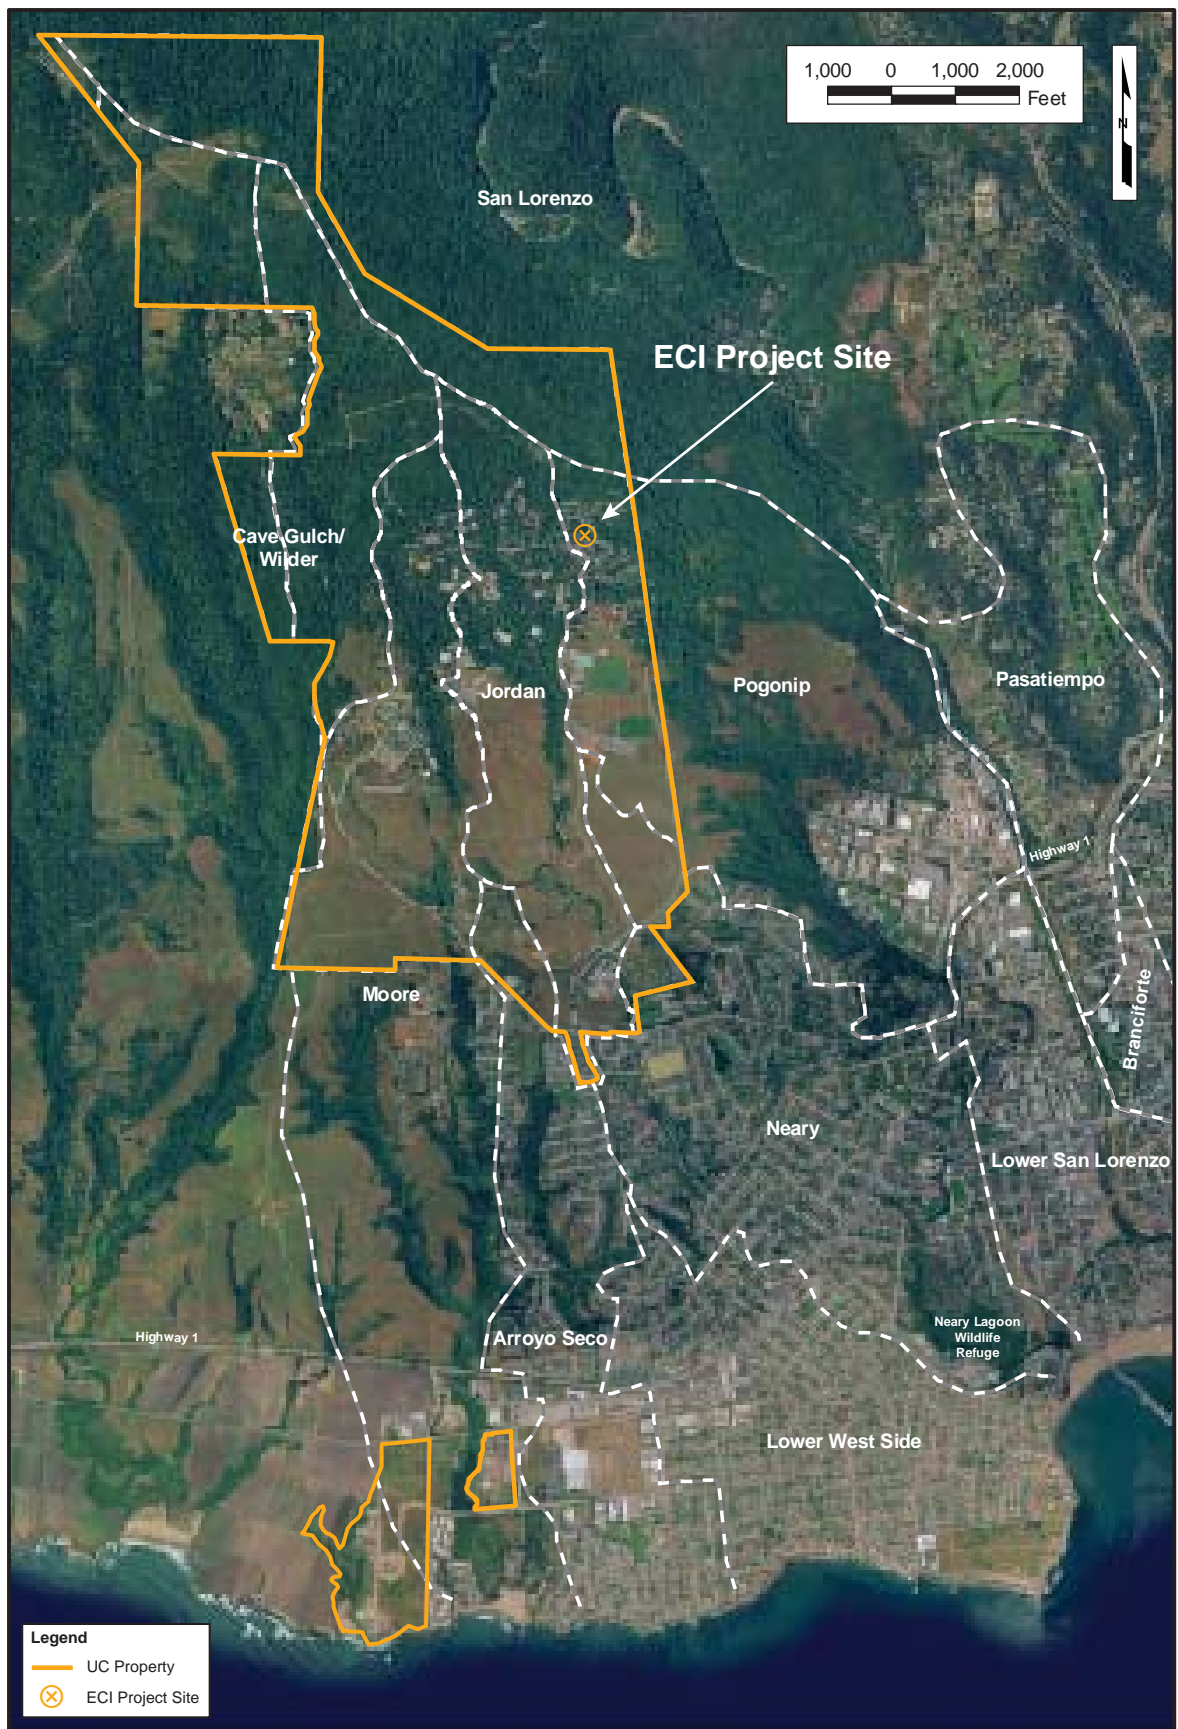 1,000 0 1,000 2,000
Feet
N
San Lorenzo
ECI Project Site
Cave Gulch/
Wilder
Jordan
Pogonip
Pasatiempo
Highway 1
Moore
Branciforte
Neary
Lower San Lorenzo
Highway 1
Arroyo Seco
Neary Lagoon
Wildlife
Refuge
Lower West Side
Legend
UC Property
ECI Project Site